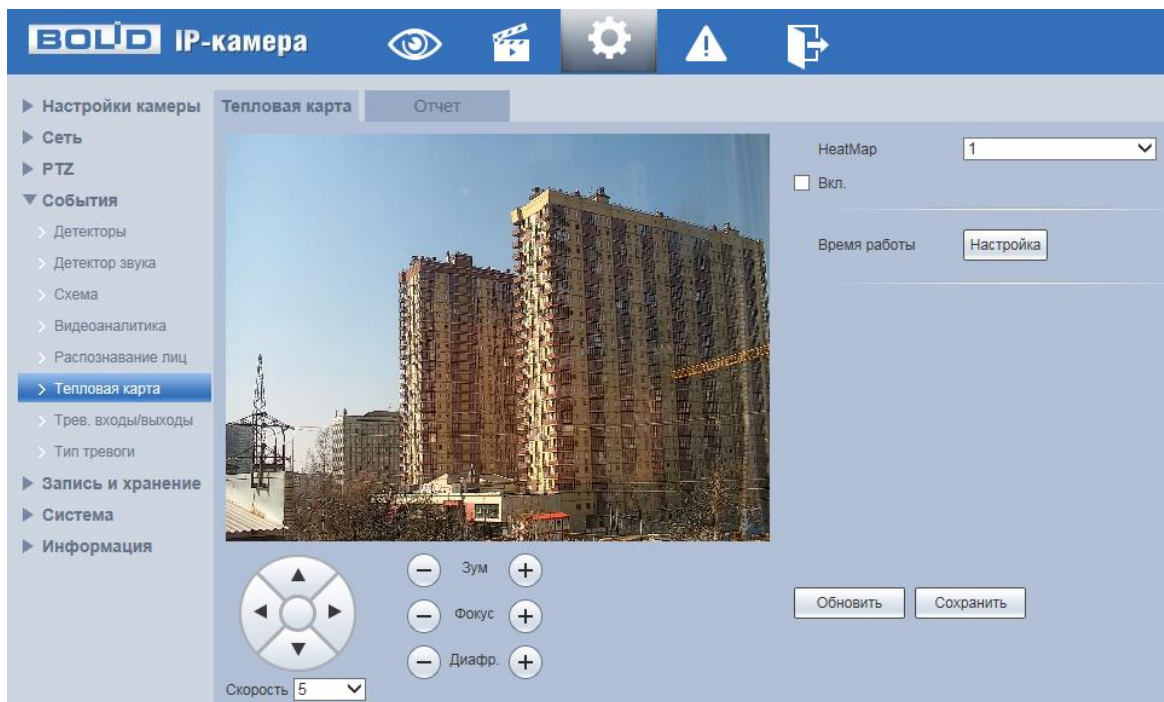 BOLID IP-камера
Настройки камеры
Сеть
PTZ
События
Детекторы
Детектор звука
Схема
Видеоаналитика
Распознавание лиц
Тепловая карта
Трев. входы/выходы
Тип тревоги
Запись и хранение
Система
Информация
Тепловая карта
Отчет
HeatMap
1
Вкл.
Время работы
Настройка
Зум
Фокус
Диафр.
Скорость 5
Обновить
Сохранить